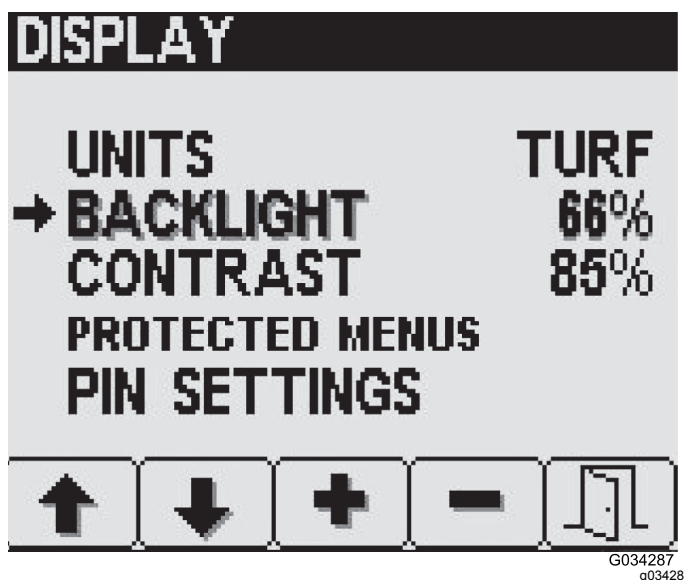 DISPLAY
UNITS TURF
BACKLIGHT 66%
CONTRAST 85%
PROTECTED MENUS
PIN SETTINGS
G034287
g03428